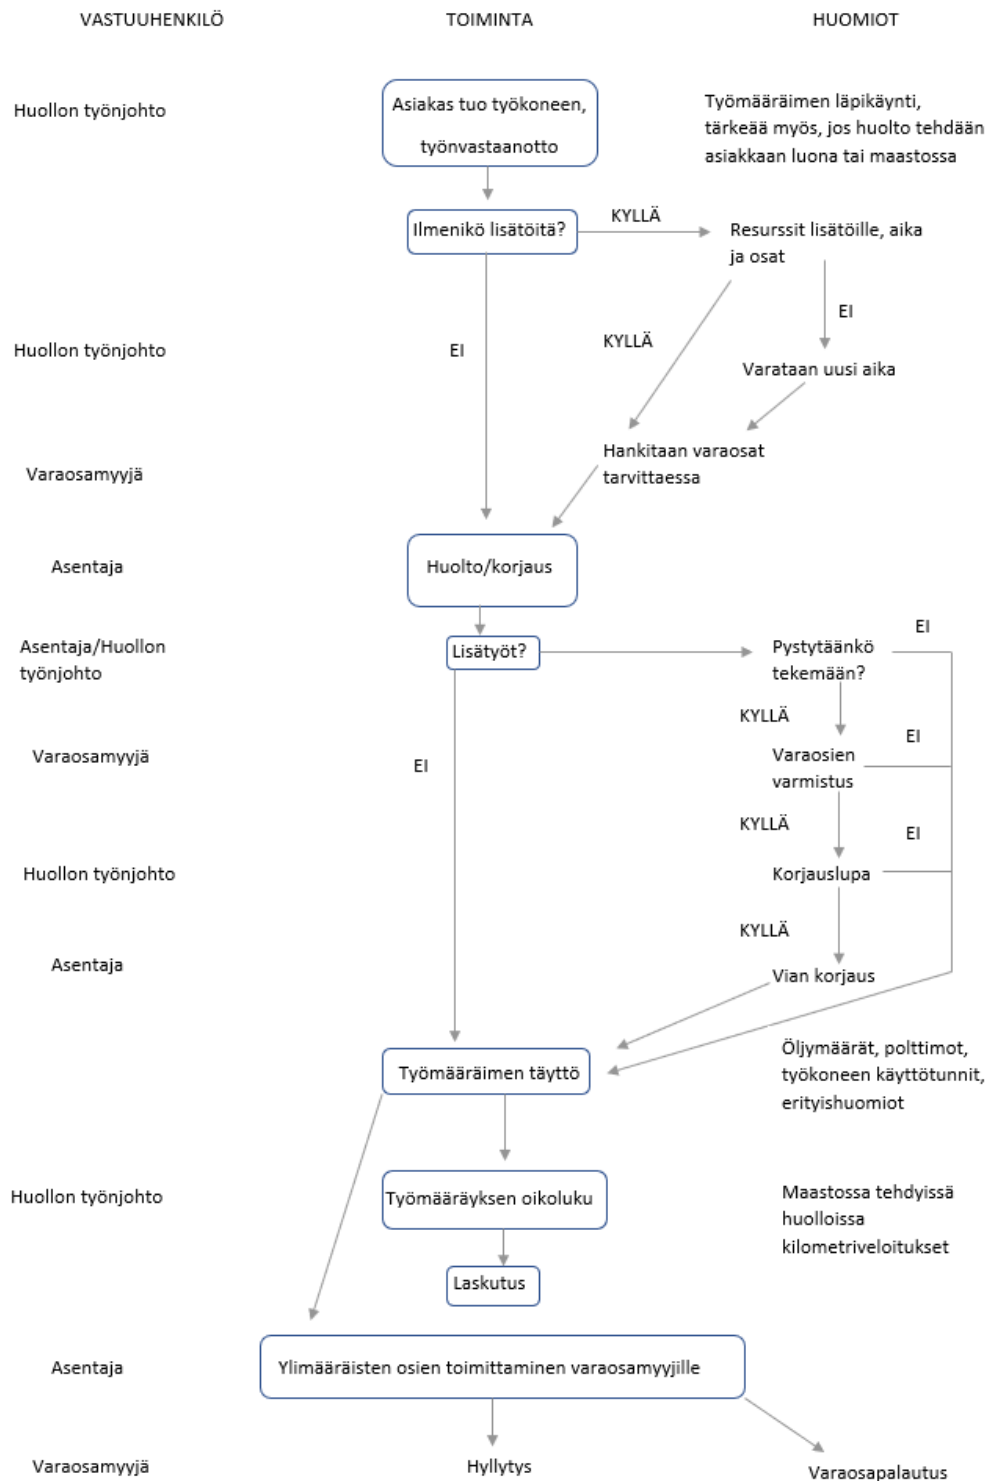 VASTUUHENKILÖ TOIMINTA HUOMIOT
Huollon työnjohto
Asiakas tuo työkoneen,
työnvastaanotto
Työmääräimen läpikäynti,
tärkeää myös, jos huolto tehdään
asiakkaan luona tai maastossa
Ilmenikö lisätöitä?
KYLLÄ
Resurssit lisätöille, aika
ja osat
Huollon työnjohto
EI
KYLLÄ
EI
Varataan uusi aika
Varaosamyyjä
Hankitaan varaosat
tarvittaessa
Asentaja
Huolto/korjaus
Asentaja/Huollon
työnjohto
Lisätyöt?
Pystytäänkö
tekemään?
EI
KYLLÄ
Varaosamyyjä
EI
Varaosien
varmistus
EI
KYLLÄ
EI
Huollon työnjohto
Korjauslupa
KYLLÄ
Asentaja
Vian korjaus
Työmääräimen täyttö
Öljymäärät, polttimot,
työkoneen käyttötunnit,
erityishuomiot
Huollon työnjohto
Työmääräyksen oikoluku
Maastossa tehdyissä
huolloissa
kilometriveloitukset
Laskutus
Asentaja
Ylimääräisten osien toimittaminen varaosamyyjille
Varaosamyyjä
Hyllytys
Varaosapalautus